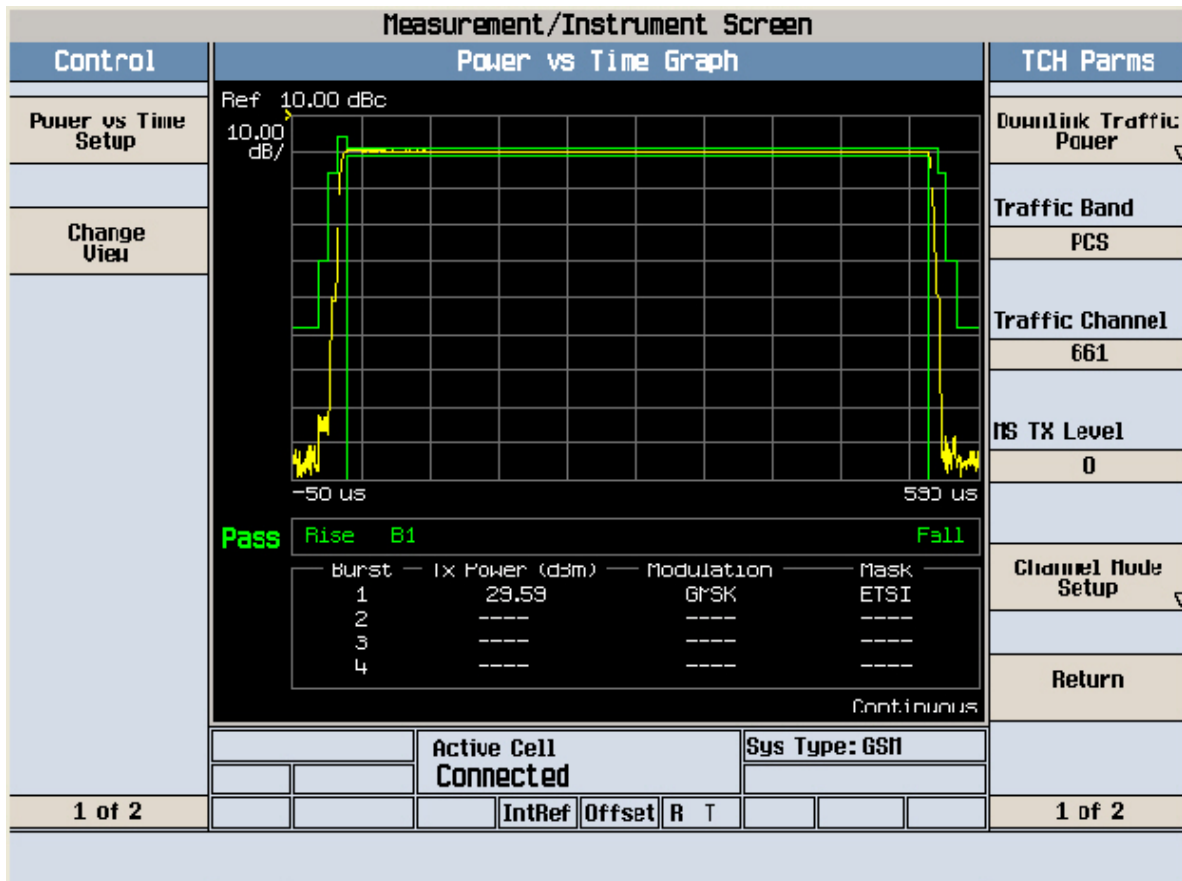 Measurement/Instrument Screen
Control
Power vs Time Graph
TCH Parms
Power vs Time
Setup
Change
View
1 of 2
Ref 10.00 dBc
10.00
dB/
-50 us
590 us
Pass
Rise B1 Fall
Burst Tx Power (dBm) Modulation Mask
1 29.59 GMSK ETSI
2 ---- ---- ----
3 ---- ---- ----
4 ---- ---- ----
Continuous
Active Cell
Connected
Sys Type: GSM
IntRef Offset R T
Downlink Traffic
Power
Traffic Band
PCS
Traffic Channel
661
MS TX Level
0
Channel Mode
Setup
Return
1 of 2